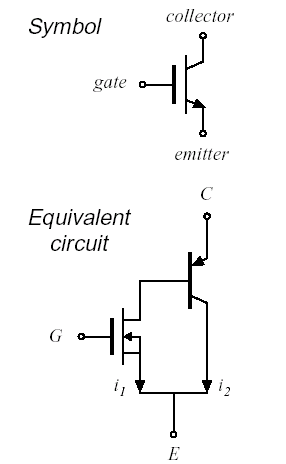 Symbol
collector
gate
emitter
Equivalent
circuit
C
G
i1
i2
E